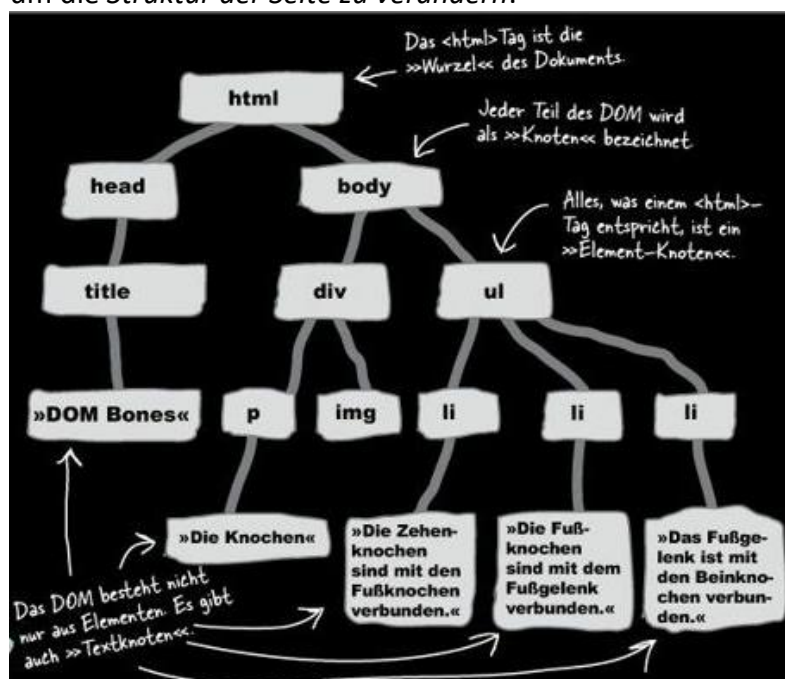 um die Struktur der Seite zu verändern.
Das <html>Tag ist die
»Wurzel« des Dokuments.
html
Jeder Teil des DOM wird
als »Knoten« bezeichnet.
head
body
Alles, was einem <html>-
Tag entspricht, ist ein
»Element-Knoten«.
title
div
ul
»DOM Bones«
p
img
li
li
li
»Die Knochen«
»Die Zehen-
knochen
sind mit den
Fußknochen
verbunden.«
»Die Fuß-
knochen
sind mit dem
Fußgelenk
verbunden.«
»Das Fußge-
lenk ist mit
den Beinkno-
chen verbun-
den.«
Das DOM besteht nicht
nur aus Elementen. Es gibt
auch »Textknoten«.